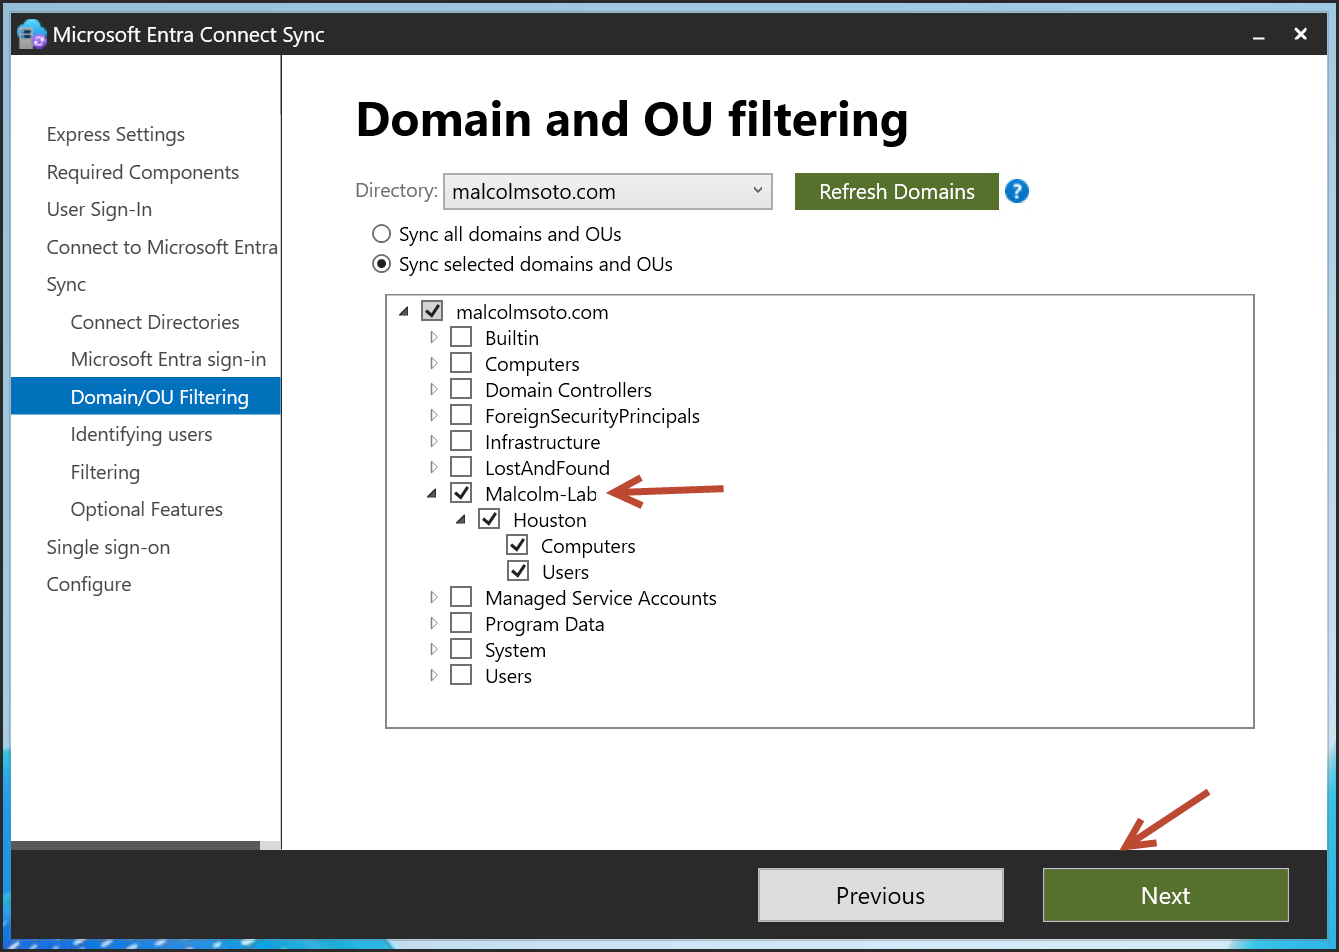 Microsoft Entra Connect Sync
Express Settings
Required Components
User Sign-In
Connect to Microsoft Entra
Sync
Connect Directories
Microsoft Entra sign-in
Domain/OU Filtering
Identifying users
Filtering
Optional Features
Single sign-on
Configure
Domain and OU filtering
Directory: malcolmsoto.com Refresh Domains ?
Sync all domains and OUs
Sync selected domains and OUs
malcolmsoto.com
Builtin
Computers
Domain Controllers
ForeignSecurityPrincipals
Infrastructure
LostAndFound
Malcolm-Lab
Houston
Computers
Users
Managed Service Accounts
Program Data
System
Users
Previous Next